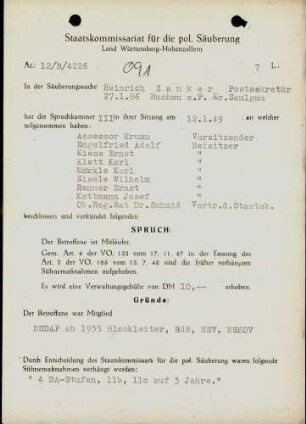 Staatskommissariat für die pol. Säuberung
Land Württemberg-Hohenzollern
Az: 12/B/4226 091 7 L:
In der Säuberungssache Heinrich Zanker Postsekretär
27.1.86 Buchau a.F. Kr.Saulgau
hat die Spruchkammer III in ihrer Sitzung am 12.1.49 an welcher
teilgenommen haben:
Assessor Krumm Vorsitzender
Hugelfried Adolf Beisitzer
Klose Ernst "
Klett Karl "
Märkle Karl "
Eisele Wilhelm "
Renner Ernst "
Kottmann Josef "
Ob.Reg.Rat Dr.Schmid Vertr.d.Staatsk.
beschlossen und verkündet folgenden
SPRUCH:
Der Betroffene ist Mitläufer.
Gem. Art. 4 der VO. 133 vom 17. 11. 47 in der Fassung des
Art. 2 der VO. 165 vom 13. 7. 48 sind die früher verhängten
Sühnemaßnahmen aufgehoben.
Es wird eine Verwaltungsgebühr von DM 10,-- erhoben.
Gründe:
Der Betroffene war Mitglied
NSDAP ab 1933 Blockleiter, RdB, NSV, NSKOV
Durch Entscheidung des Staatskommissars für die pol. Säuberung waren folgende
Sühnemaßnahmen verhängt worden:
" 4 DA-Stufen, 11b, 11c auf 3 Jahre."